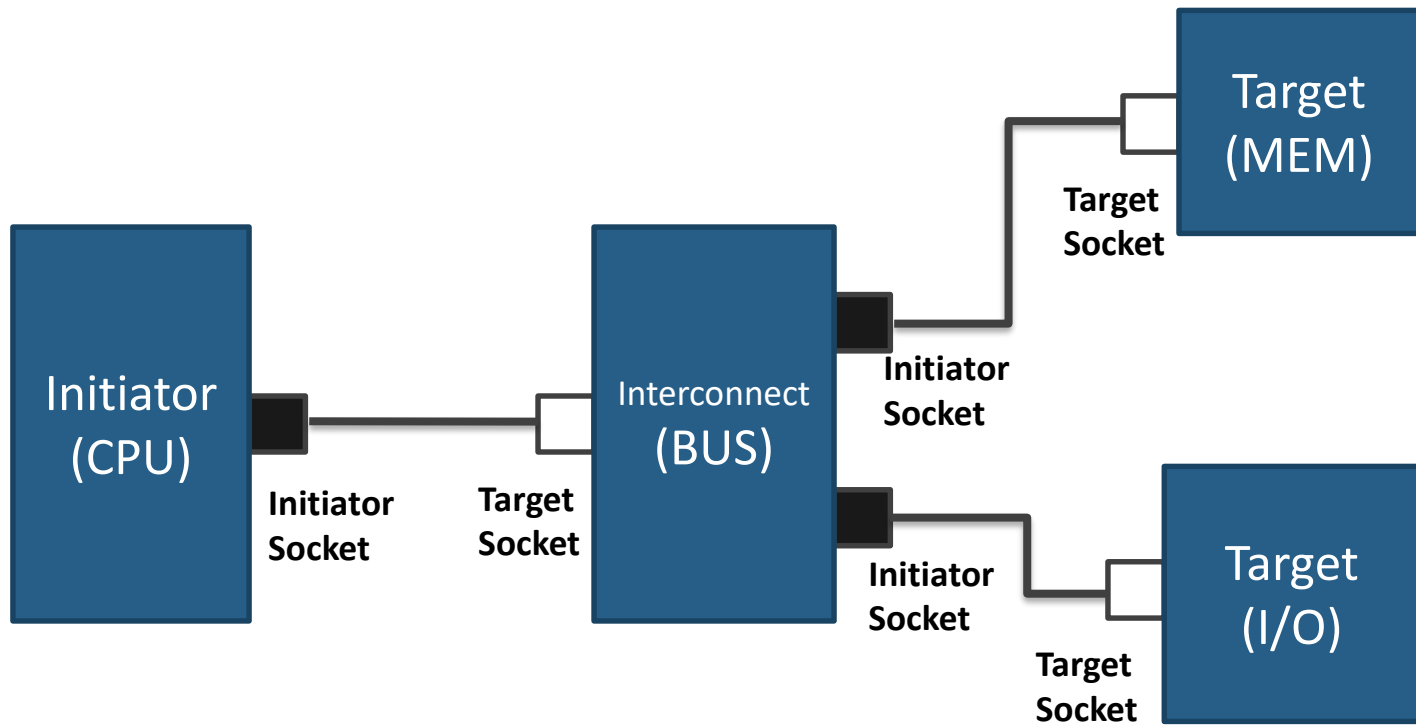 Target
(MEM)
Target
Socket
Initiator
(CPU)
Interconnect
(BUS)
Initiator
Socket
Initiator
Socket
Target
Socket
Initiator
Socket
Target
(I/O)
Target
Socket